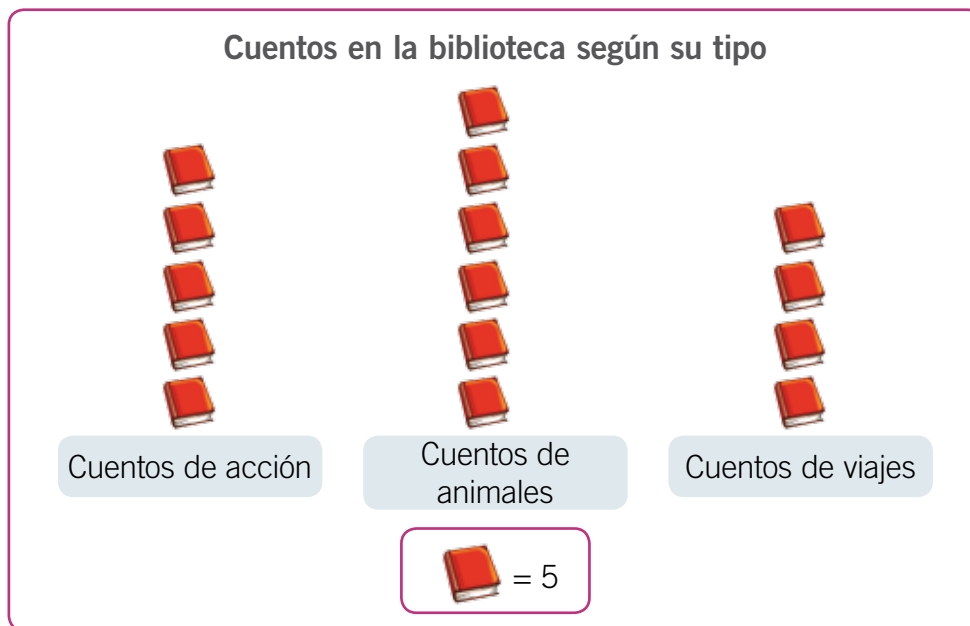 Cuentos en la biblioteca según su tipo
Cuentos de acción
Cuentos de
animales
Cuentos de viajes
= 5